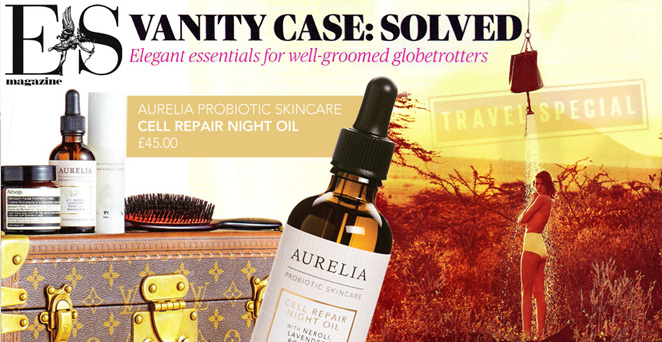 ES
magazine
VANITY CASE: SOLVED
Elegant essentials for well-groomed globetrotters
TRAVEL SPECIAL
AURELIA PROBIOTIC SKINCARE
CELL REPAIR NIGHT OIL
£45.00
Aesop
AURELIA
AURELIA
PROBIOTIC SKINCARE
CELL REPAIR
NIGHT OIL
WITH NEROLI,
LAVENDER